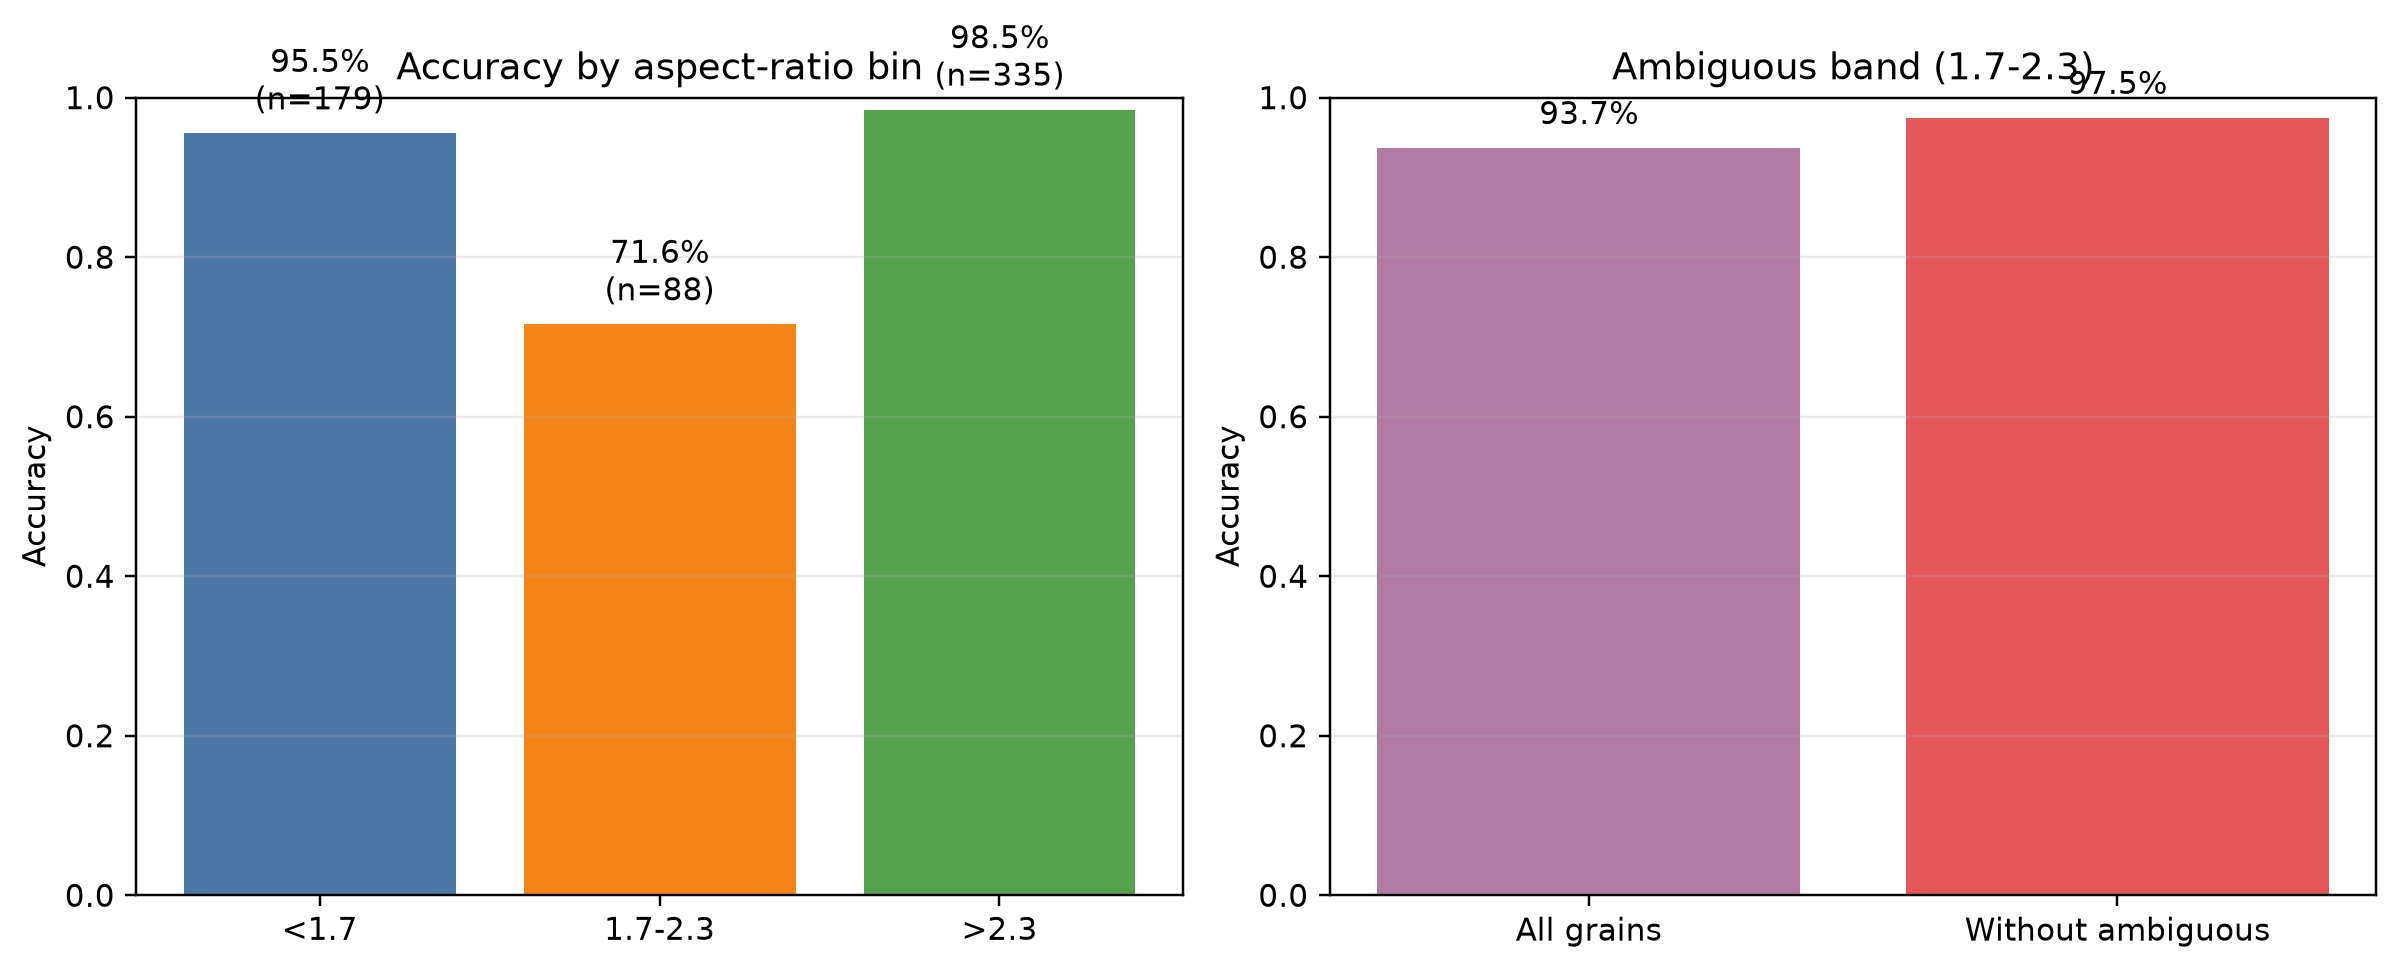 Accuracy by aspect-ratio bin
95.5%
(n=179)
71.6%
(n=88)
98.5%
(n=335)
1.0
0.8
0.6
0.4
0.2
0.0
Accuracy
<1.7
1.7-2.3
>2.3
Ambiguous band (1.7-2.3)
93.7%
97.5%
1.0
0.8
0.6
0.4
0.2
0.0
Accuracy
All grains
Without ambiguous